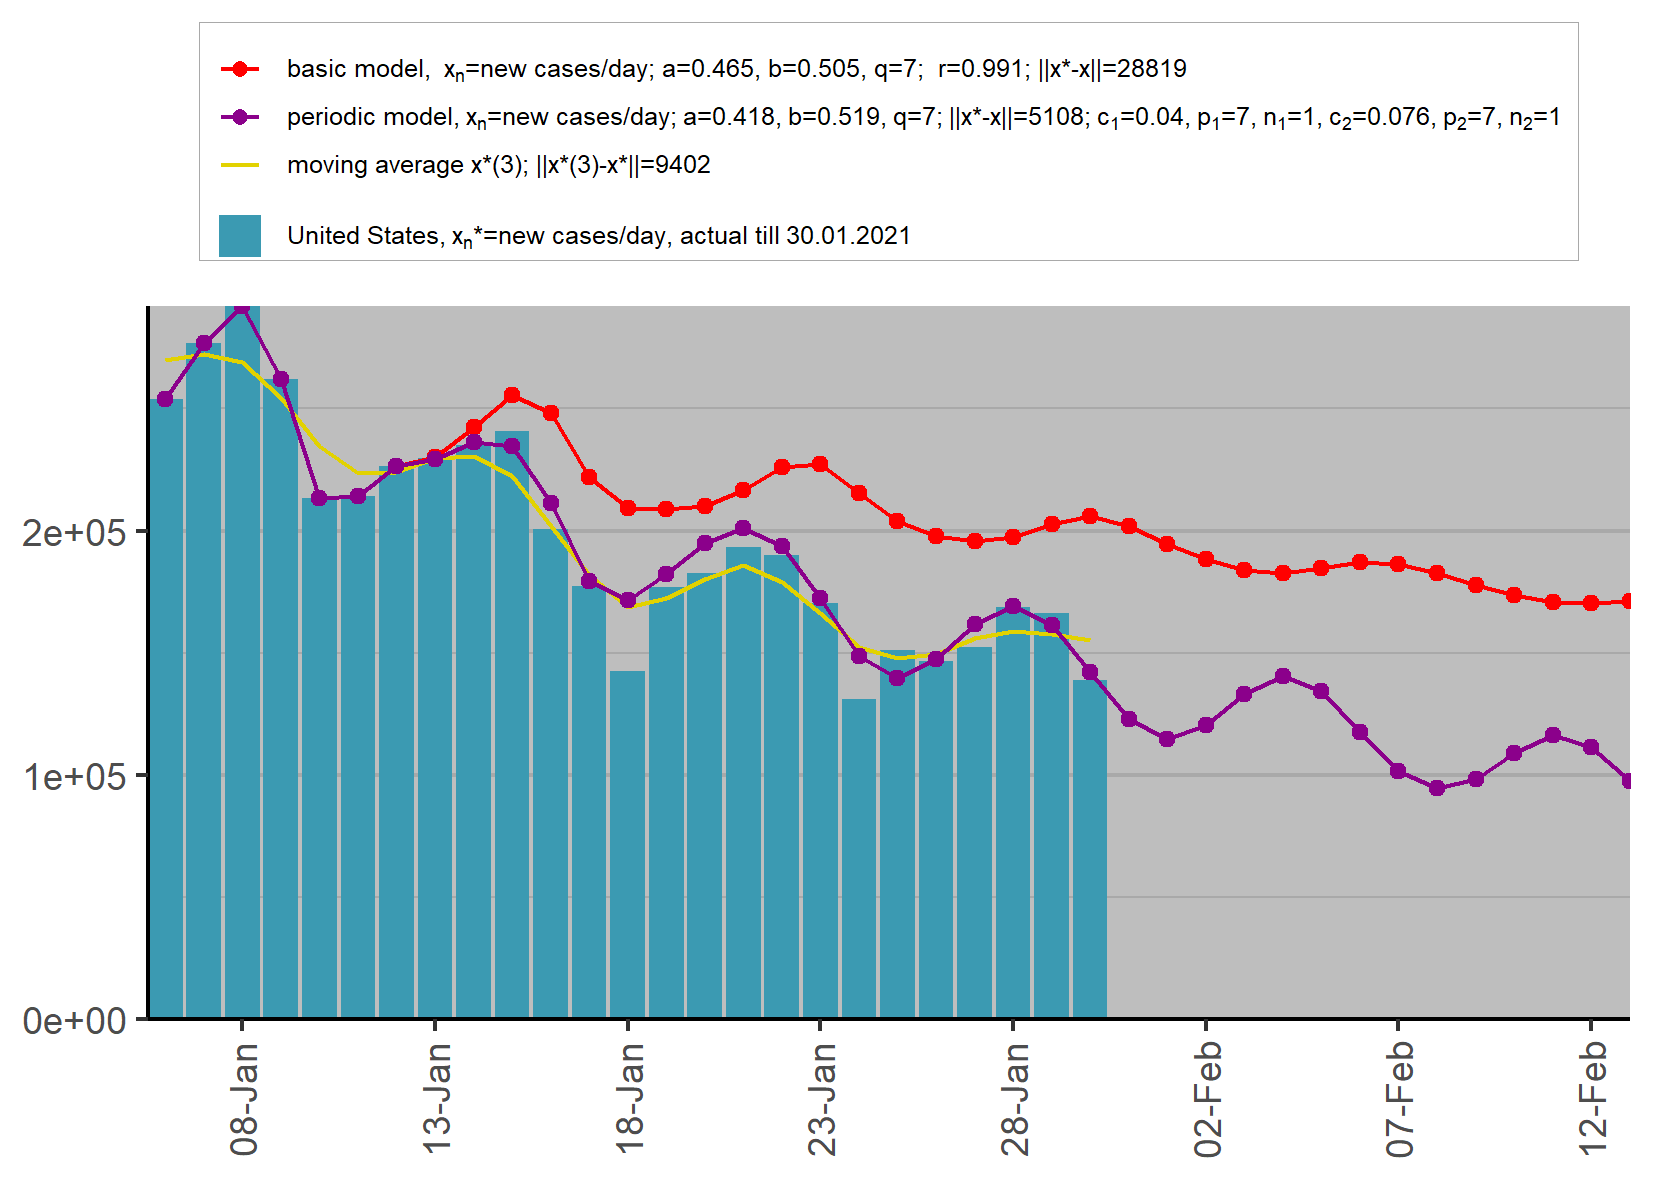 basic model, xn=new cases/day; a=0.465, b=0.505, q=7; r=0.991; ||x*-x||=28819
periodic model, xn=new cases/day; a=0.418, b=0.519, q=7; ||x*-x||=5108; c1=0.04, p1=7, n1=1, c2=0.076, p2=7, n2=1
moving average x*(3); ||x*(3)-x*||=9402
United States, xn*=new cases/day, actual till 30.01.2021
2e+05
1e+05
0e+00
08-Jan
13-Jan
18-Jan
23-Jan
28-Jan
02-Feb
07-Feb
12-Feb